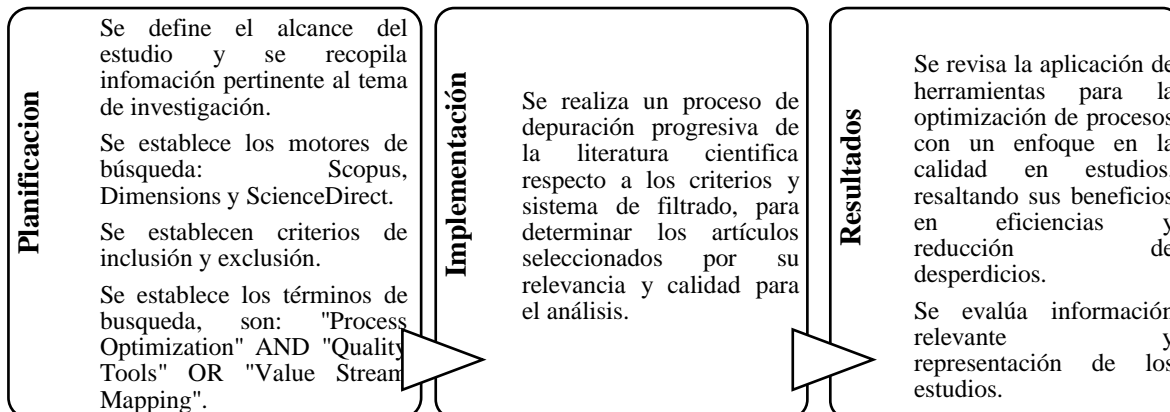 Planificacion
Se define el alcance del
estudio y se recopila
infomación pertinente al tema
de investigación.
Se establece los motores de
búsqueda: Scopus,
Dimensions y ScienceDirect.
Se establecen criterios de
inclusión y exclusión.
Se establece los términos de
busqueda, son: "Process
Optimization" AND "Quality
Tools" OR "Value Stream
Mapping".
Implementación
Se realiza un proceso de
depuración progresiva de
la literatura cientifica
respecto a los criterios y
sistema de filtrado, para
determinar los artículos
seleccionados por su
relevancia y calidad para
el análisis.
Resultados
Se revisa la aplicación de
herramientas para la
optimización de procesos
con un enfoque en la
calidad en estudios,
resaltando sus beneficios
en eficiencias y
reducción de
desperdicios.
Se evalúa información
relevante y
representación de los
estudios.